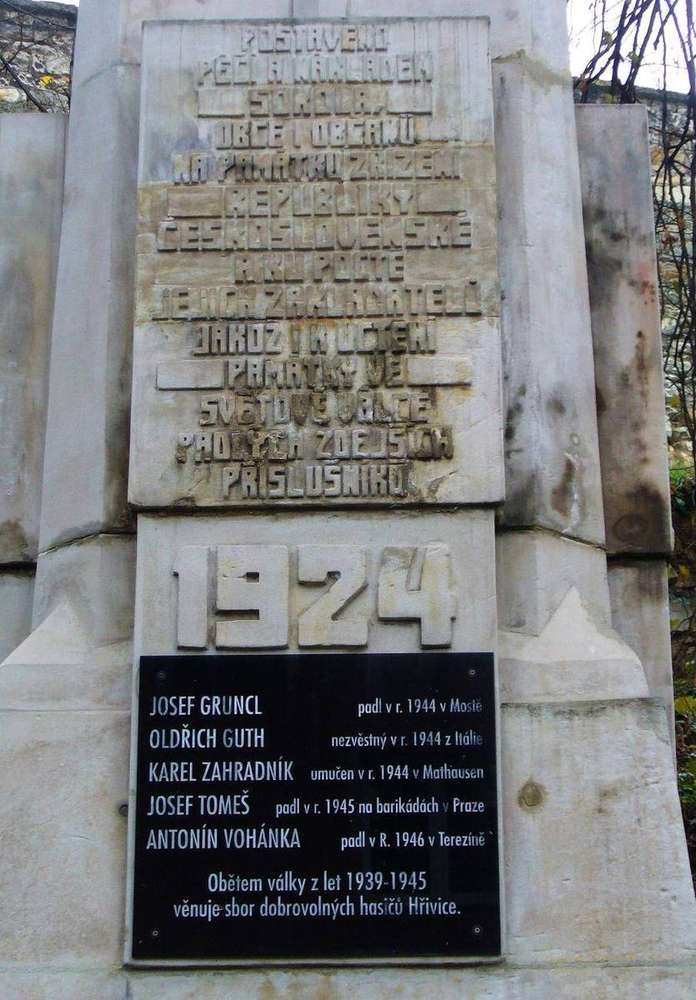 POSTAVENO
PÉČÍ A NÁKLADEM
SOKOLA,
OBCE I OBČANŮ
NA PAMÁTKU ZŘÍZENÍ
REPUBLIKY
ČESKOSLOVENSKÉ
A KU POCTĚ
JEJICH ZAKLADATELŮ
JAKOŽ I K UCTĚNÍ
PAMÁTKY VE
SVĚTOVÉ VÁLCE
PADLÝCH ZDEJŠÍCH
PŘÍSLUŠNÍKŮ
1924
JOSEF GRUNCL padl v r. 1944 v Mostě
OLDŘICH GUTH nezvěstný v r. 1944 z Itálie
KAREL ZAHRADNÍK umučen v r. 1944 v Mathausen
JOSEF TOMEŠ padl v r. 1945 na barikádách v Praze
ANTONÍN VOHÁNKA padl v R. 1946 v Terezíně
Obětem války z let 1939-1945
věnuje sbor dobrovolných hasičů Hřivice.